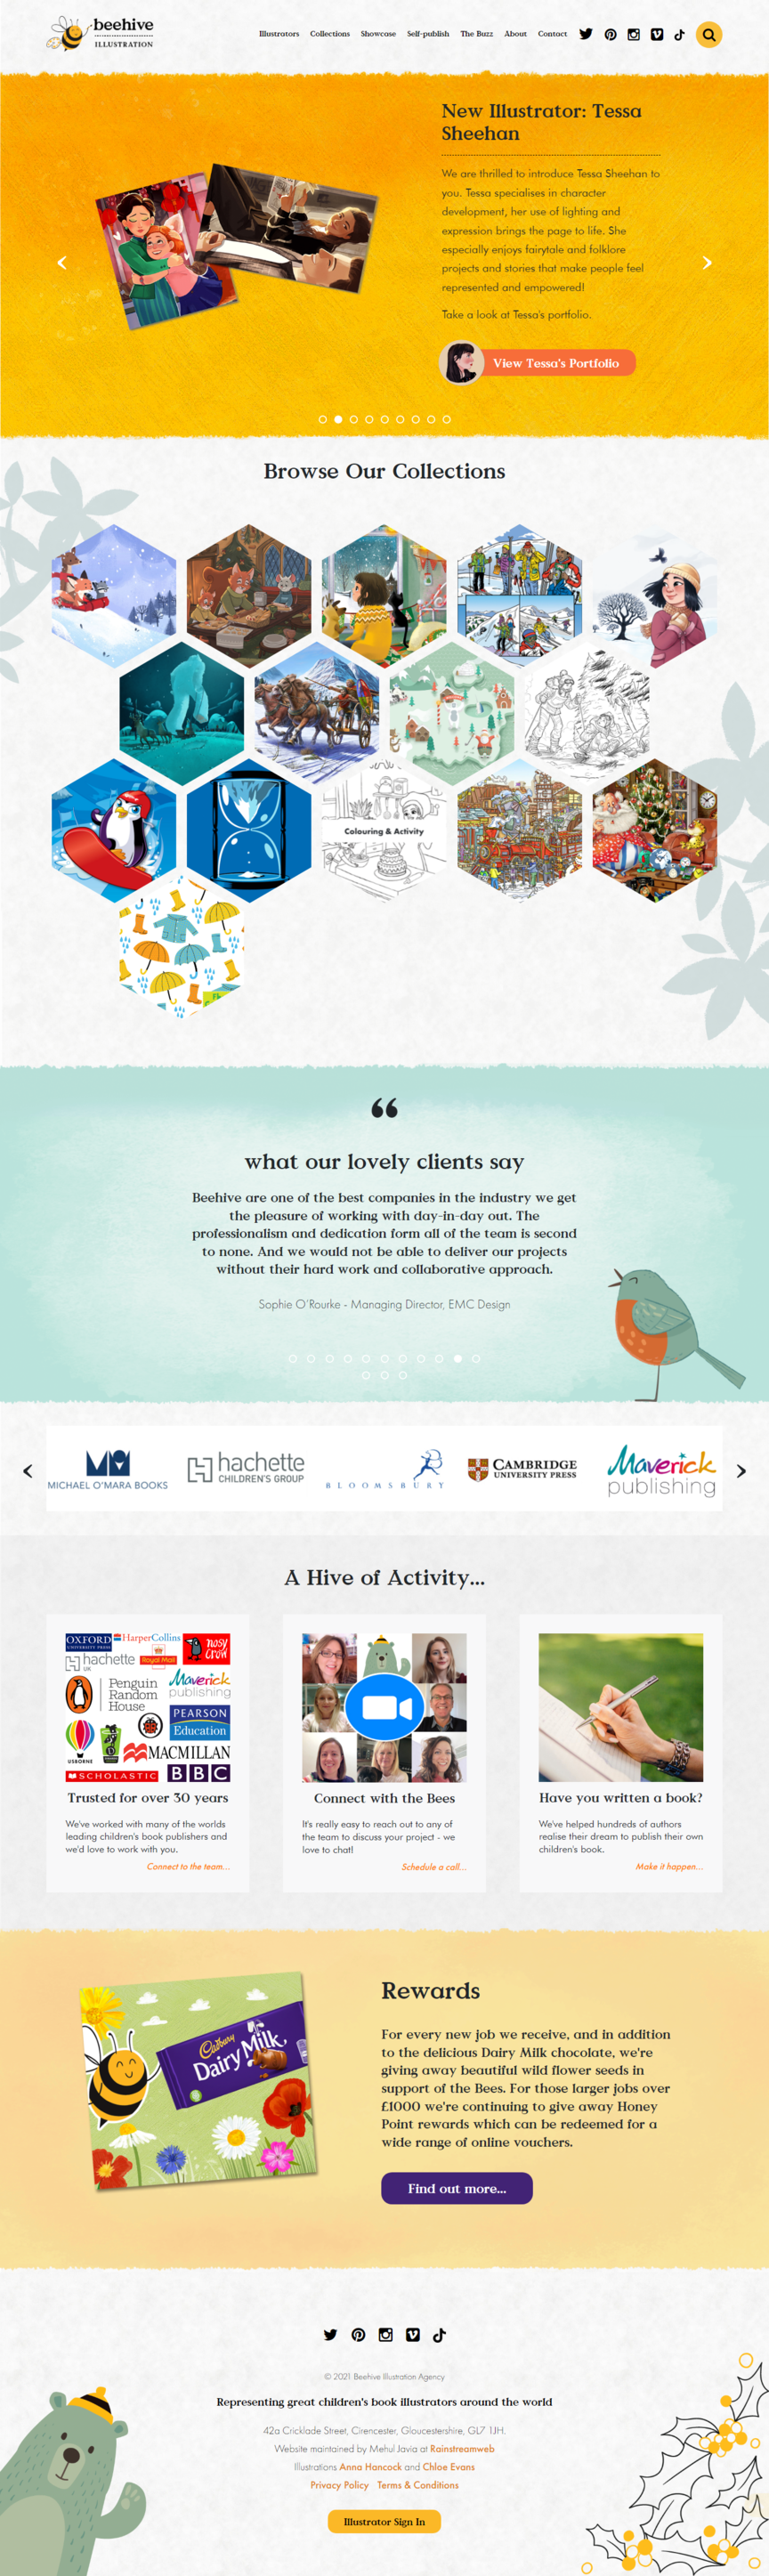 beehive
ILLUSTRATION
Illustrators Collections Showcase Self-publish The Buzz About Contact
New Illustrator: Tessa
Sheehan
We are thrilled to introduce Tessa Sheehan to
you. Tessa specialises in character
development, her use of lighting and
expression brings the page to life. She
especially enjoys fairytale and folklore
projects and stories that make people feel
represented and empowered!
Take a look at Tessa's portfolio.
View Tessa's Portfolio
Browse Our Collections
Colouring & Activity
what our lovely clients say
Beehive are one of the best companies in the industry we get
the pleasure of working with day-in-day out. The
professionalism and dedication form all of the team is second
to none. And we would not be able to deliver our projects
without their hard work and collaborative approach.
Sophie O'Rourke - Managing Director, EMC Design
MICHAEL O'MARA BOOKS
hachette
CHILDREN'S GROUP
BLOOMSBURY
CAMBRIDGE
UNIVERSITY PRESS
Maverick
publishing
A Hive of Activity...
OXFORD
UNIVERSITY PRESS
HarperCollins
nosy
crow
hachette
UK
Royal Mail
Maverick
publishing
Penguin
Random
House
PEARSON
Education
USBORNE
MACMILLAN
SCHOLASTIC
BBC
Trusted for over 30 years
We've worked with many of the worlds
leading children's book publishers and
we'd love to work with you.
Connect to the team...
Connect with the Bees
It's really easy to reach out to any of
the team to discuss your project - we
love to chat!
Schedule a call...
Have you written a book?
We've helped hundreds of authors
realise their dream to publish their own
children's book.
Make it happen...
Cadbury
Dairy Milk
Rewards
For every new job we receive, and in addition
to the delicious Dairy Milk chocolate, we're
giving away beautiful wild flower seeds in
support of the Bees. For those larger jobs over
£1000 we're continuing to give away Honey
Point rewards which can be redeemed for a
wide range of online vouchers.
Find out more...
© 2021 Beehive Illustration Agency
Representing great children's book illustrators around the world
42a Cricklade Street, Cirencester, Gloucestershire, GL7 1JH.
Website maintained by Mehul Javia at Rainstreamweb
Illustrations Anna Hancock and Chloe Evans
Privacy Policy Terms & Conditions
Illustrator Sign In